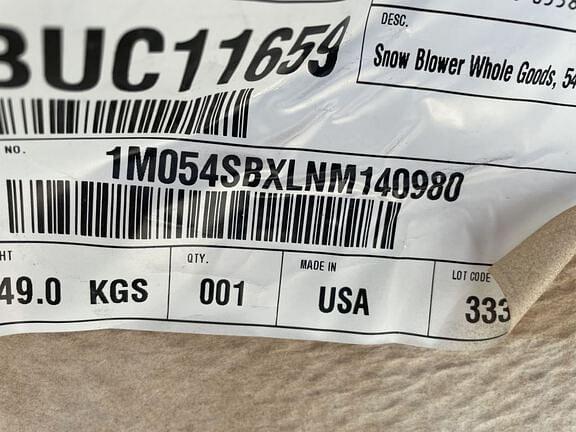 DESC.
BUC11659
Snow Blower Whole Goods, 54
NO.
1M054SBXLNM140980
HT
QTY.
MADE IN
LOT CODE
49.0 KGS
001
USA
333